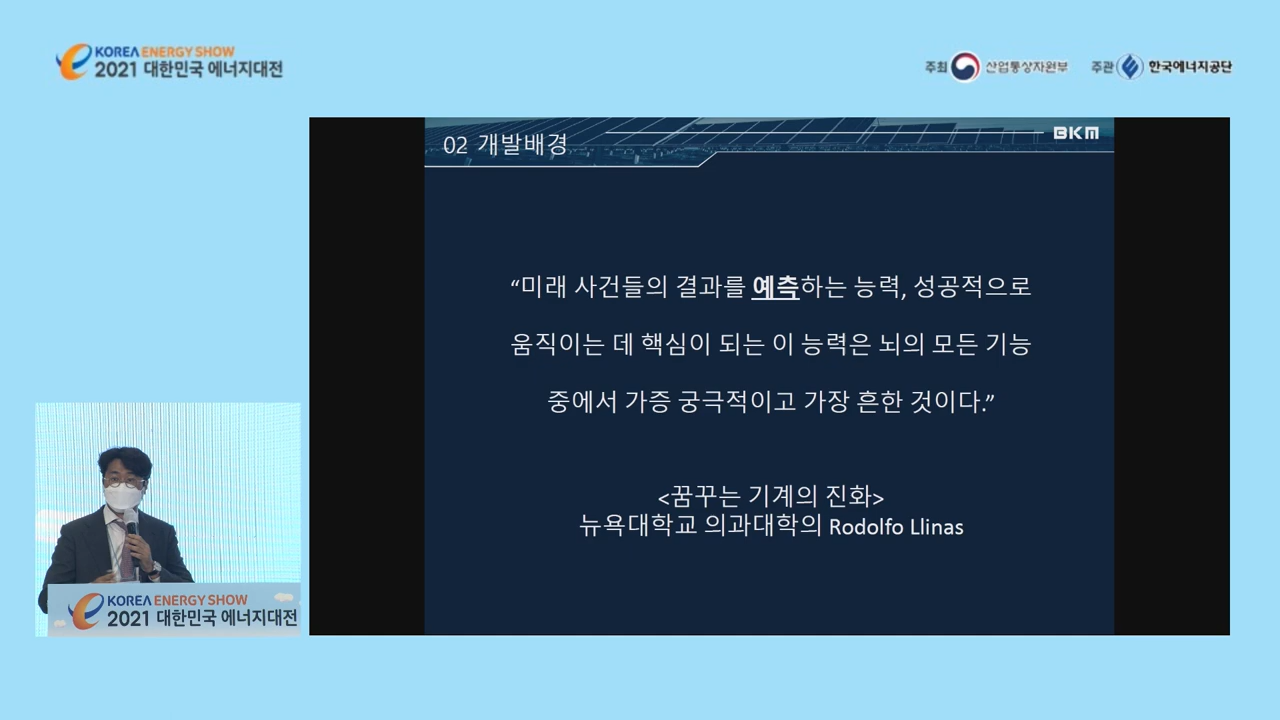 KOREA ENERGY SHOW
2021 대한민국 에너지대전
주최 산업통상자원부 주관 한국에너지공단
02 개발배경
BKM
“미래 사건들의 결과를 예측하는 능력, 성공적으로
움직이는 데 핵심이 되는 이 능력은 뇌의 모든 기능
중에서 가증 궁극적이고 가장 흔한 것이다.”
<꿈꾸는 기계의 진화>
뉴욕대학교 의과대학의 Rodolfo Llinas
KOREA ENERGY SHOW
2021 대한민국 에너지대전